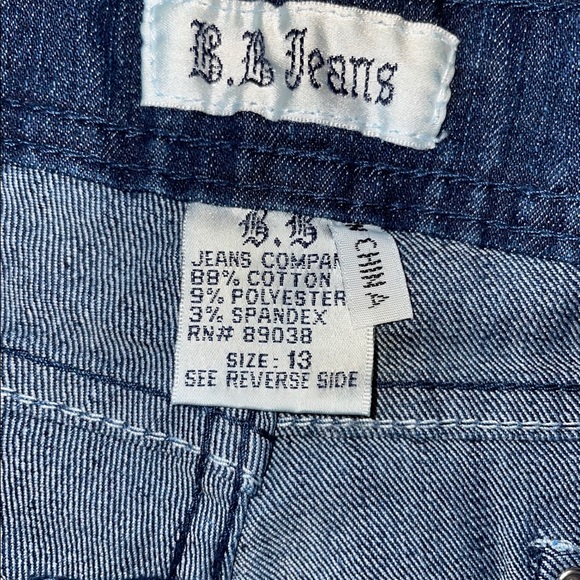 B.B Jeans
B.B
JEANS COMPAN
88% COTTON
9% POLYESTER
3% SPANDEX
RN# 89038
SIZE: 13
SEE REVERSE SIDE
N CHINA